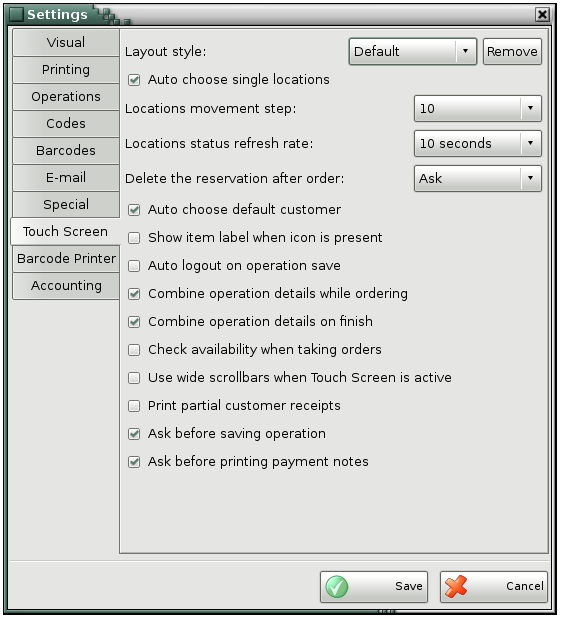 Settings
Visual
Printing
Operations
Codes
Barcodes
E-mail
Special
Touch Screen
Barcode Printer
Accounting
Layout style: Default Remove
Auto choose single locations
Locations movement step: 10
Locations status refresh rate: 10 seconds
Delete the reservation after order: Ask
Auto choose default customer
Show item label when icon is present
Auto logout on operation save
Combine operation details while ordering
Combine operation details on finish
Check availability when taking orders
Use wide scrollbars when Touch Screen is active
Print partial customer receipts
Ask before saving operation
Ask before printing payment notes
Save Cancel